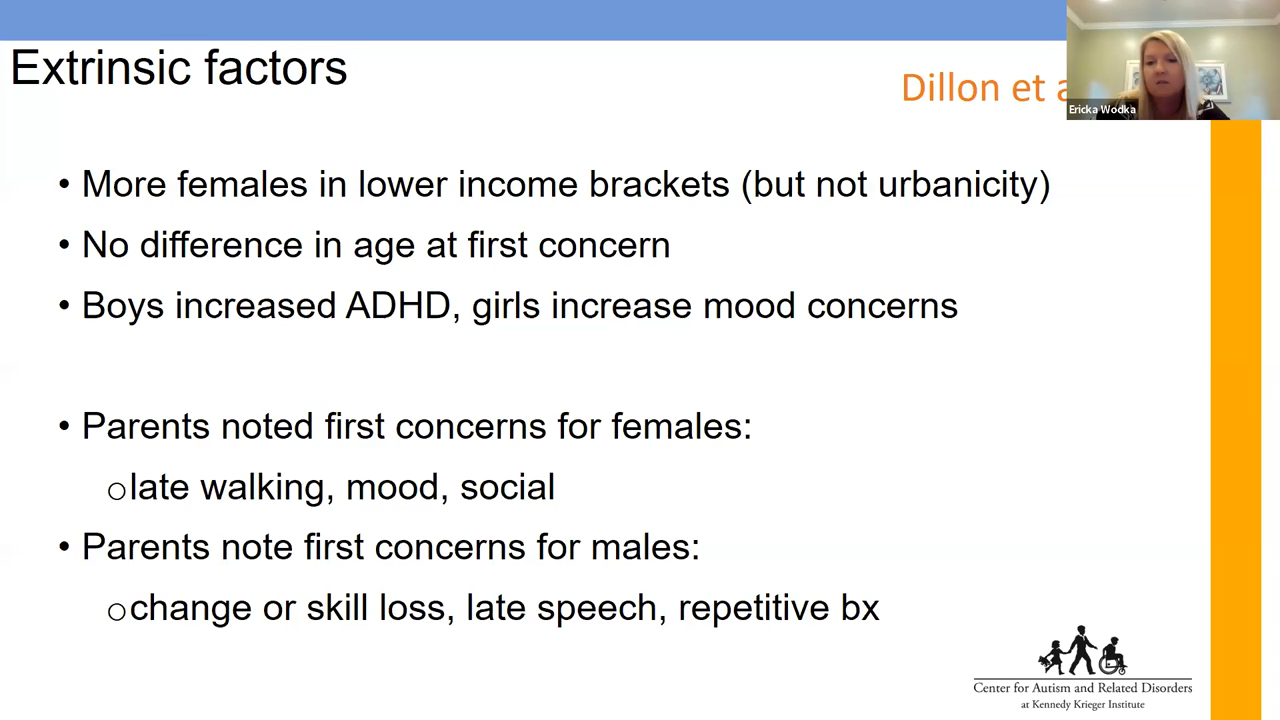 Extrinsic factors
Dillon et
Ericka Wodka
• More females in lower income brackets (but not urbanicity)
• No difference in age at first concern
• Boys increased ADHD, girls increase mood concerns
• Parents noted first concerns for females:
o late walking, mood, social
• Parents note first concerns for males:
o change or skill loss, late speech, repetitive bx
Center for Autism and Related Disorders
at Kennedy Krieger Institute